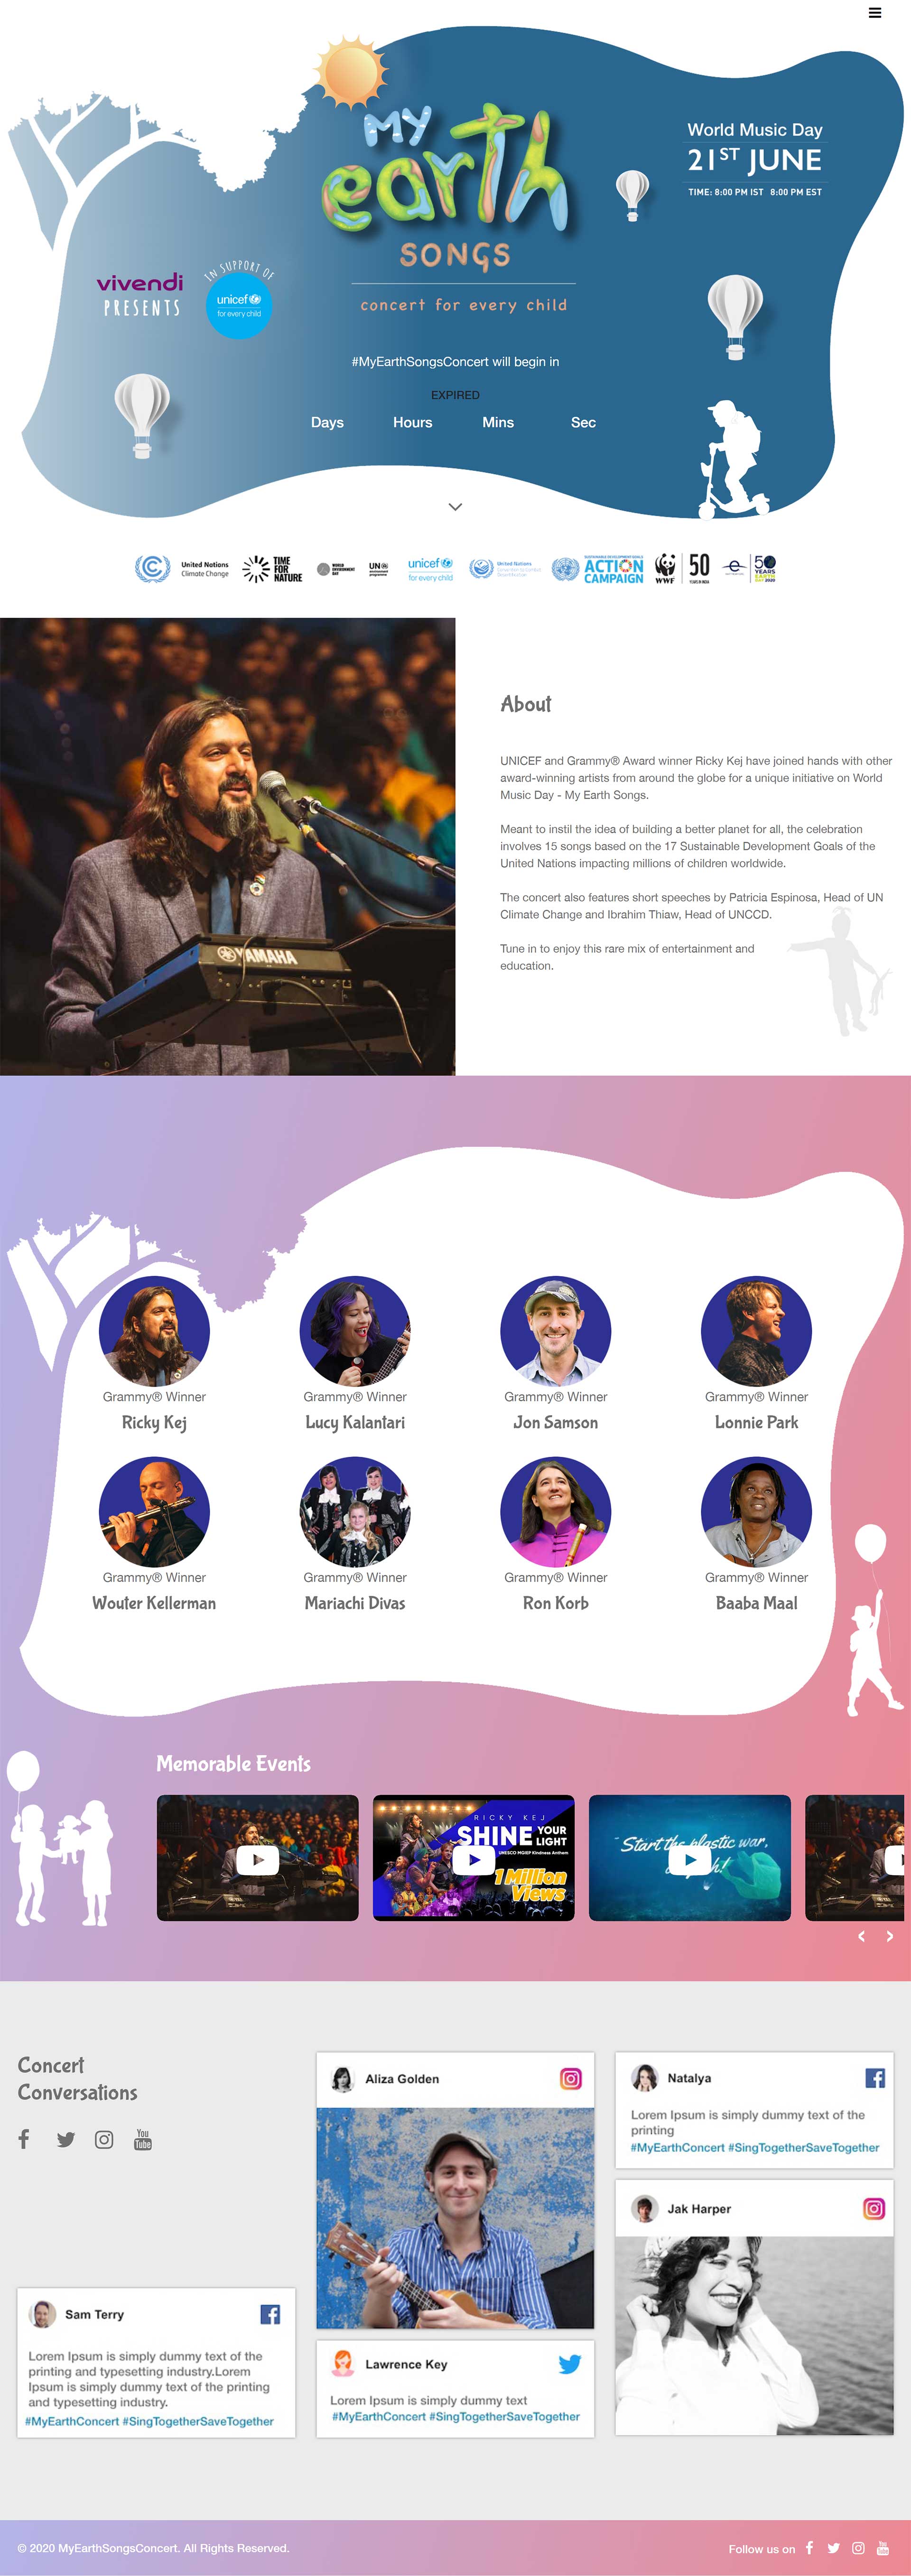 World Music Day
21ST JUNE
TIME: 8:00 PM IST 8:00 PM EST
MY
earth
SONGS
concert for every child
vivendi
PRESENTS
IN SUPPORT OF
unicef
for every child
#MyEarthSongsConcert will begin in
EXPIRED
Days Hours Mins Sec
United Nations
Climate Change
TIME
FOR
NATURE
WORLD
ENVIRONMENT
DAY
UN
environment
programme
unicef
for every child
United Nations
SUSTAINABLE DEVELOPMENT GOALS
ACTION
CAMPAIGN
WWF
50
YEARS IN INDIA
50
YEARS
EARTH
DAY 2020
About
UNICEF and Grammy® Award winner Ricky Kej have joined hands with other
award-winning artists from around the globe for a unique initiative on World
Music Day - My Earth Songs.
Meant to instil the idea of building a better planet for all, the celebration
involves 15 songs based on the 17 Sustainable Development Goals of the
United Nations impacting millions of children worldwide.
The concert also features short speeches by Patricia Espinosa, Head of UN
Climate Change and Ibrahim Thiaw, Head of UNCCD.
Tune in to enjoy this rare mix of entertainment and
education.
YAMAHA
Grammy® Winner
Ricky Kej
Grammy® Winner
Lucy Kalantari
Grammy® Winner
Jon Samson
Grammy® Winner
Lonnie Park
Grammy® Winner
Wouter Kellerman
Grammy® Winner
Mariachi Divas
Grammy® Winner
Ron Korb
Grammy® Winner
Baaba Maal
Memorable Events
RICKY KEJ
SHINE YOUR
LIGHT
UNESCO MGIEP Kindness Anthem
1 Million
Views
Start the plastic war,
Concert
Conversations
You
Tube
Sam Terry
Lorem Ipsum is simply dummy text of the
printing and typesetting industry.Lorem
Ipsum is simply dummy text of the printing
and typesetting industry.
#MyEarthConcert #SingTogetherSaveTogether
Aliza Golden
Lawrence Key
Lorem Ipsum is simply dummy text
#MyEarthConcert #SingTogetherSaveTogether
Natalya
Lorem Ipsum is simply dummy text of the
printing
#MyEarthConcert #SingTogetherSaveTogether
Jak Harper
© 2020 MyEarthSongsConcert. All Rights Reserved.
Follow us on
You
Tube